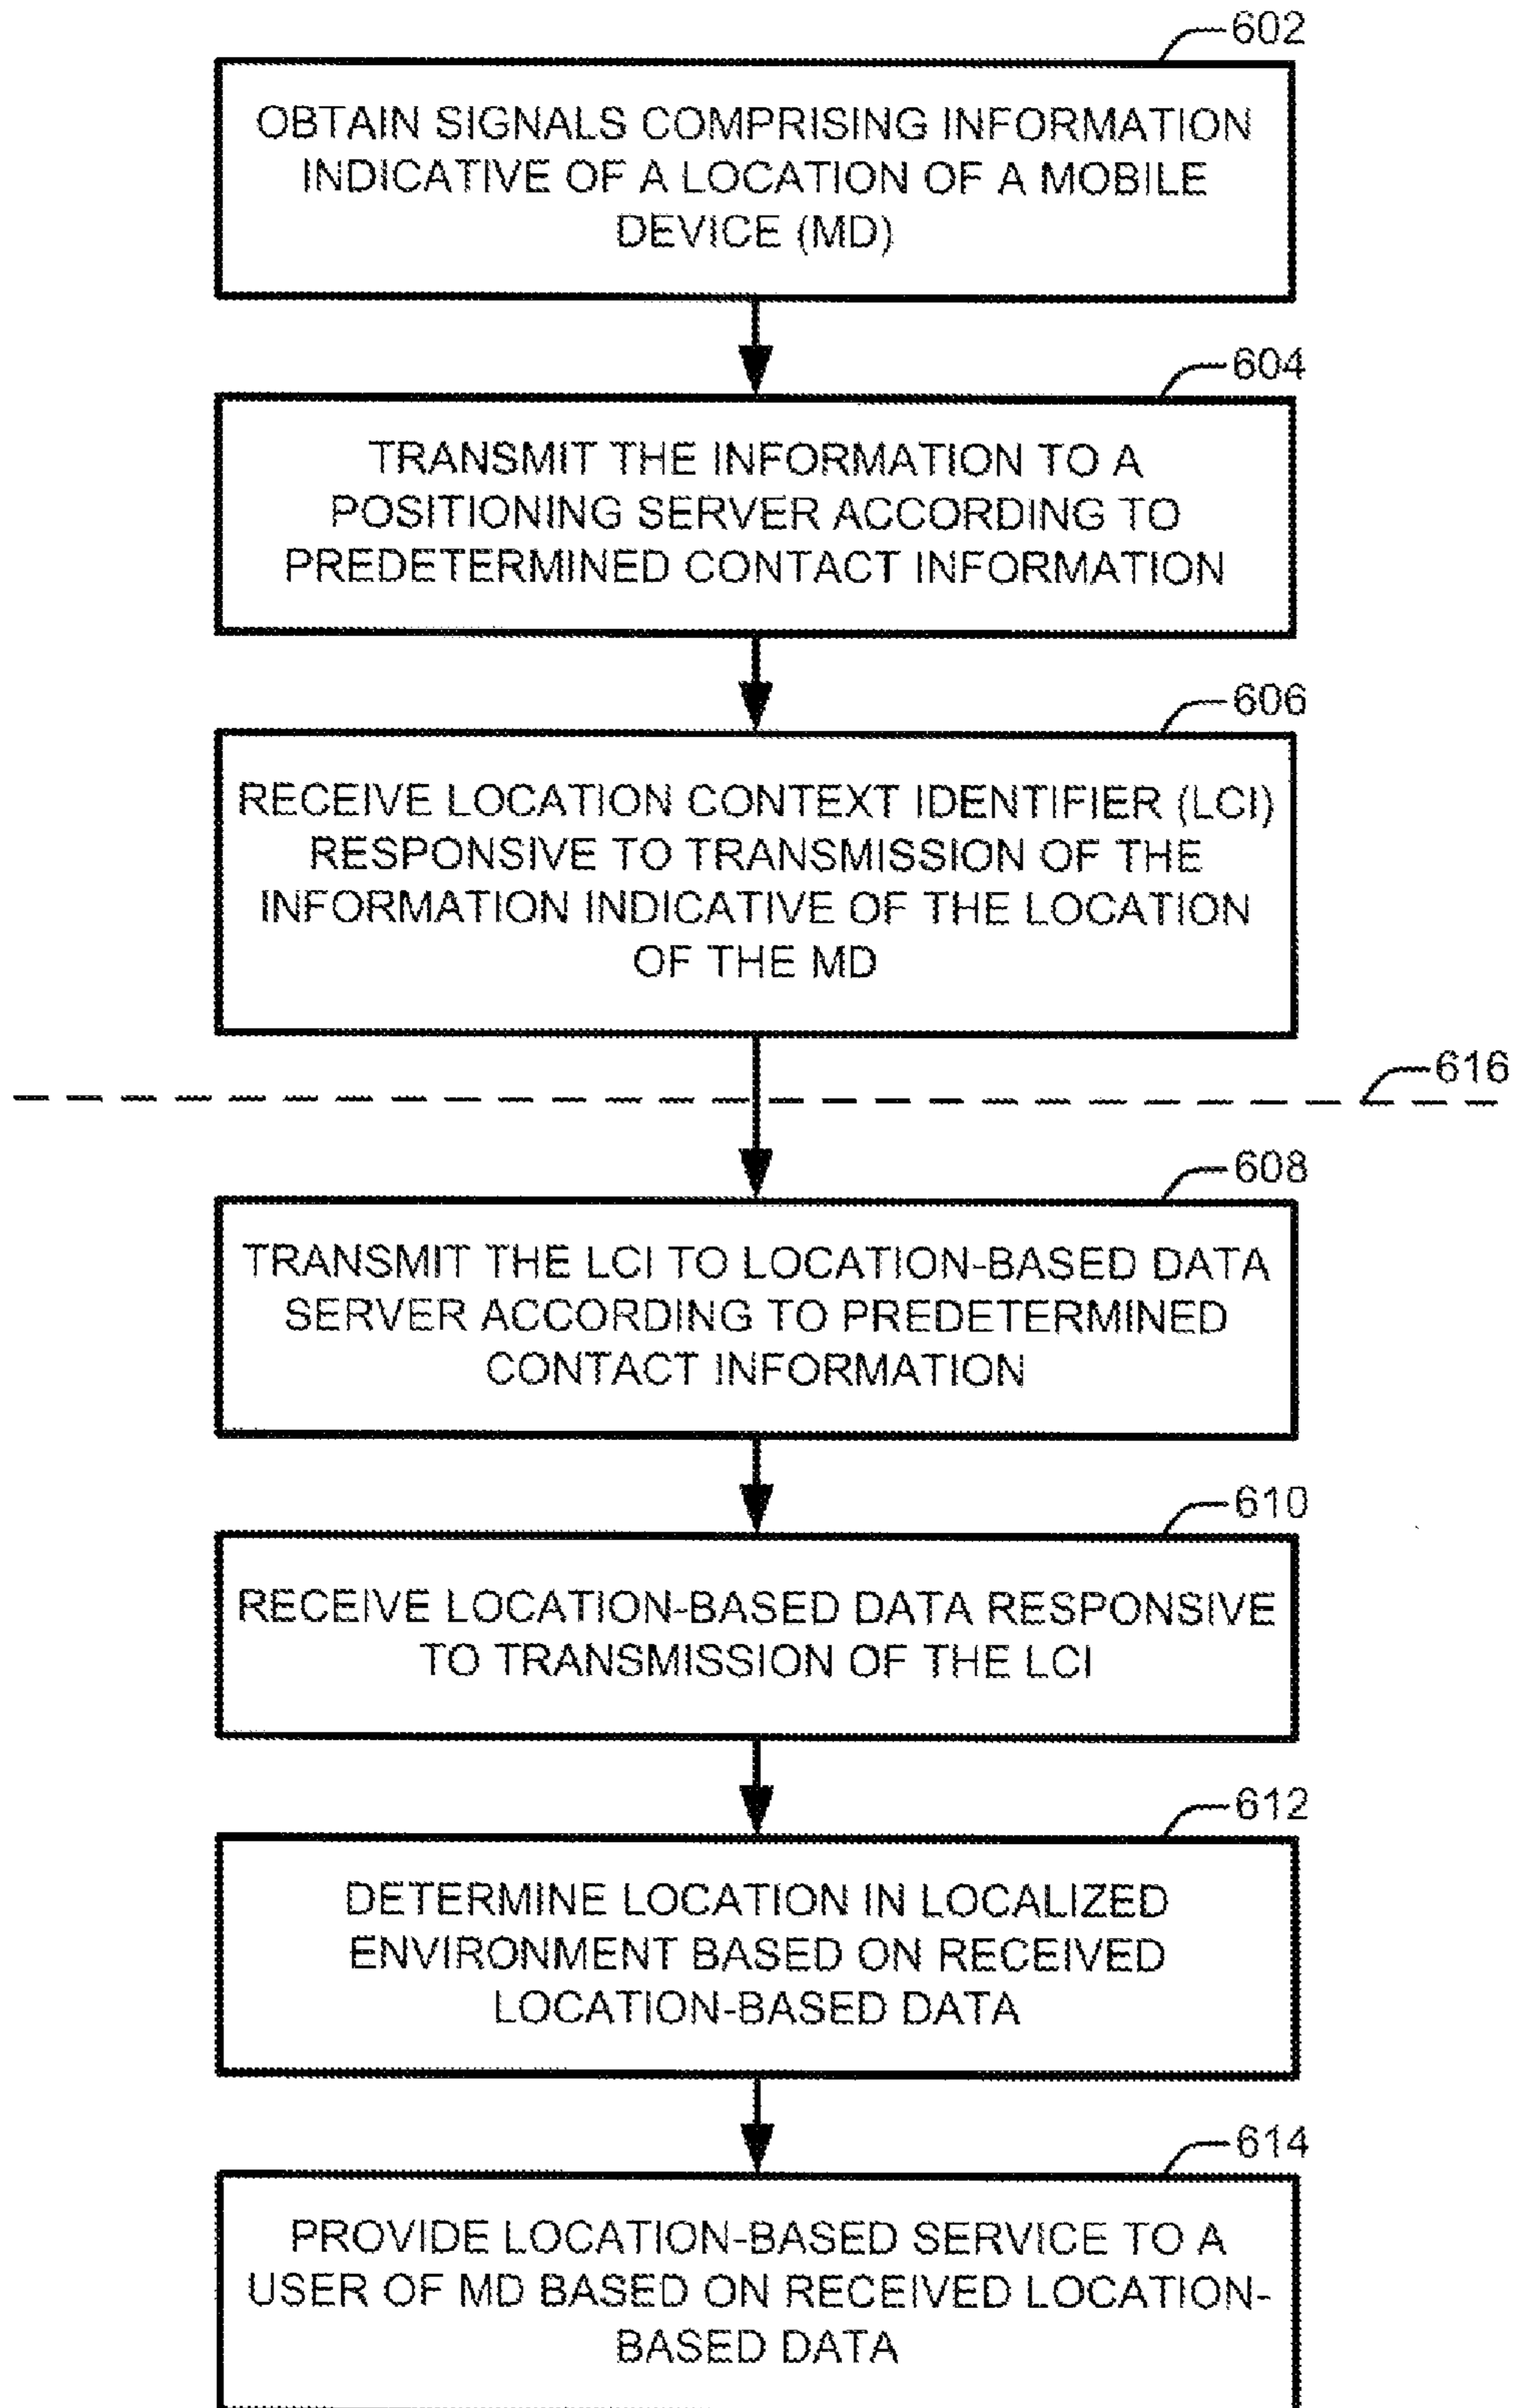 602
OBTAIN SIGNALS COMPRISING INFORMATION
INDICATIVE OF A LOCATION OF A MOBILE
DEVICE (MD)
604
TRANSMIT THE INFORMATION TO A
POSITIONING SERVER ACCORDING TO
PREDETERMINED CONTACT INFORMATION
606
RECEIVE LOCATION CONTEXT IDENTIFIER (LCI)
RESPONSIVE TO TRANSMISSION OF THE
INFORMATION INDICATIVE OF THE LOCATION
OF THE MD
616
608
TRANSMIT THE LCI TO LOCATION-BASED DATA
SERVER ACCORDING TO PREDETERMINED
CONTACT INFORMATION
610
RECEIVE LOCATION-BASED DATA RESPONSIVE
TO TRANSMISSION OF THE LCI
612
DETERMINE LOCATION IN LOCALIZED
ENVIRONMENT BASED ON RECEIVED
LOCATION-BASED DATA
614
PROVIDE LOCATION-BASED SERVICE TO A
USER OF MD BASED ON RECEIVED LOCATION-
BASED DATA